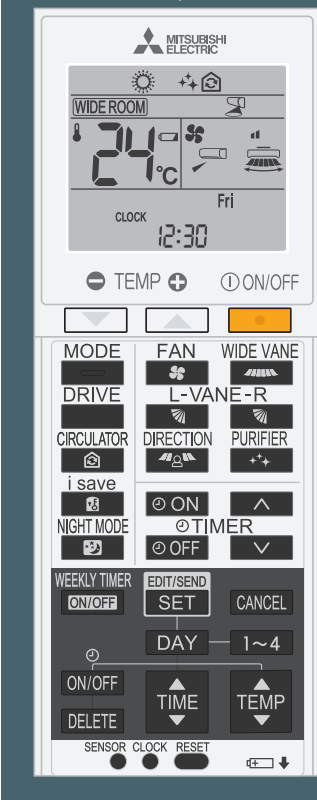 MITSUBISHI
ELECTRIC
WIDE ROOM
24°C
Fri
CLOCK
12:30
TEMP
ON/OFF
MODE FAN WIDE VANE
DRIVE L-VANE-R
CIRCULATOR DIRECTION PURIFIER
i save
ON
NIGHT MODE TIMER
OFF
WEEKLY TIMER EDIT/SEND
ON/OFF SET CANCEL
DAY 1~4
ON/OFF TIME TEMP
DELETE
SENSOR CLOCK RESET